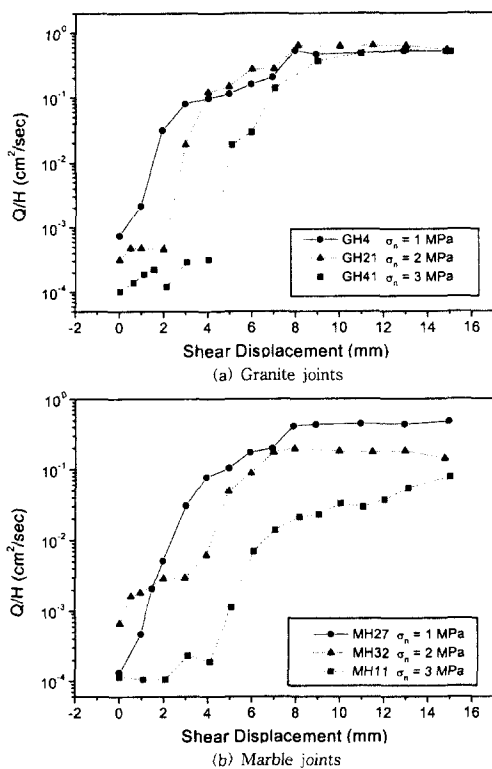 10⁰
10⁻¹
10⁻²
10⁻³
10⁻⁴
Q/H (cm²/sec)
GH4 σₙ = 1 MPa
GH21 σₙ = 2 MPa
GH41 σₙ = 3 MPa
-2 0 2 4 6 8 10 12 14 16
Shear Displacement (mm)
(a) Granite joints
10⁰
10⁻¹
10⁻²
10⁻³
10⁻⁴
Q/H (cm²/sec)
MH27 σₙ = 1 MPa
MH32 σₙ = 2 MPa
MH11 σₙ = 3 MPa
-2 0 2 4 6 8 10 12 14 16
Shear Displacement (mm)
(b) Marble joints